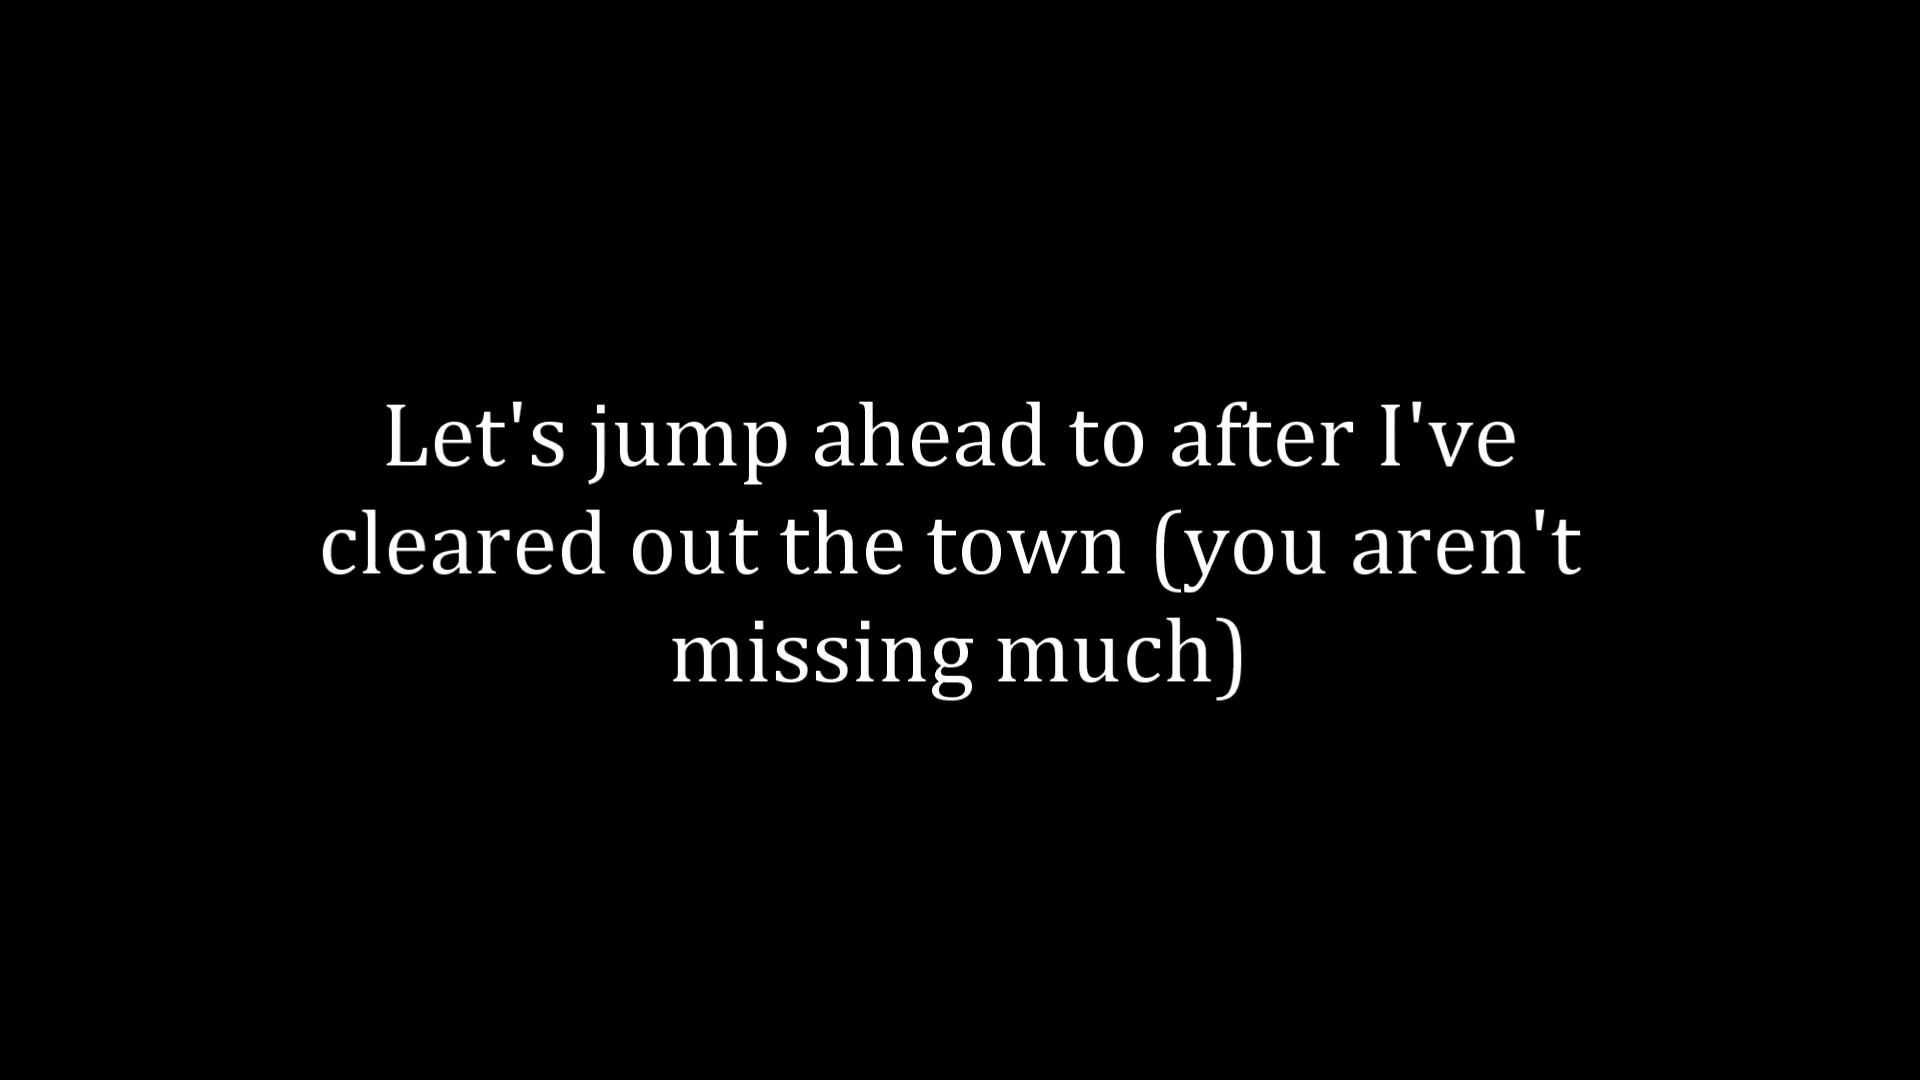 Let's jump ahead to after I've
cleared out the town (you aren't
missing much)